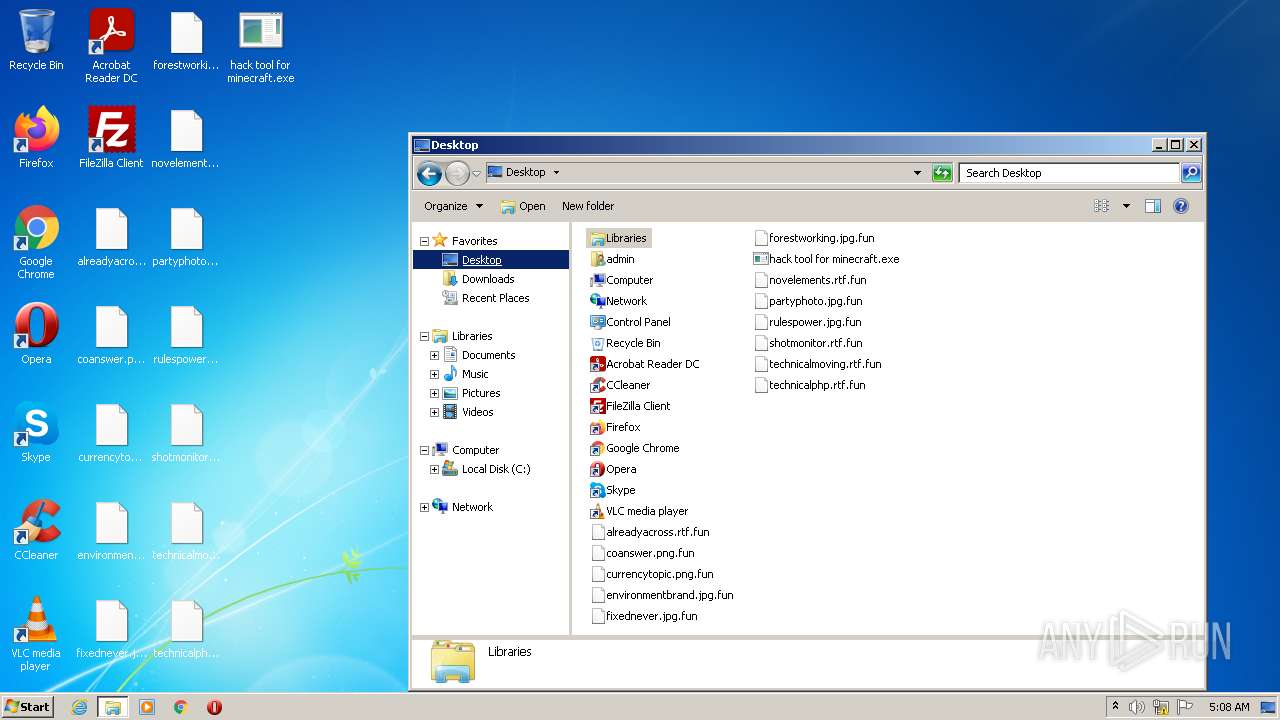 Recycle Bin
Acrobat
Reader DC
forestworki...
hack tool for
minecraft.exe
Firefox
FileZilla Client
novelement...
Google
Chrome
alreadyacro...
partyphoto...
Opera
coanswer.p...
rulespower...
Skype
currencyto...
shotmonitor...
CCleaner
environmen...
technicalmo...
VLC media
player
fixednever.j...
technicalph...
Desktop
Desktop
Search Desktop
Organize
Open
New folder
Favorites
Desktop
Downloads
Recent Places
Libraries
Documents
Music
Pictures
Videos
Computer
Local Disk (C:)
Network
Libraries
admin
Computer
Network
Control Panel
Recycle Bin
Acrobat Reader DC
CCleaner
FileZilla Client
Firefox
Google Chrome
Opera
Skype
VLC media player
alreadyacross.rtf.fun
coanswer.png.fun
currencytopic.png.fun
environmentbrand.jpg.fun
fixednever.jpg.fun
forestworking.jpg.fun
hack tool for minecraft.exe
novelements.rtf.fun
partyphoto.jpg.fun
rulespower.jpg.fun
shotmonitor.rtf.fun
technicalmoving.rtf.fun
technicalphp.rtf.fun
Libraries
ANY RUN
Start
5:08 AM